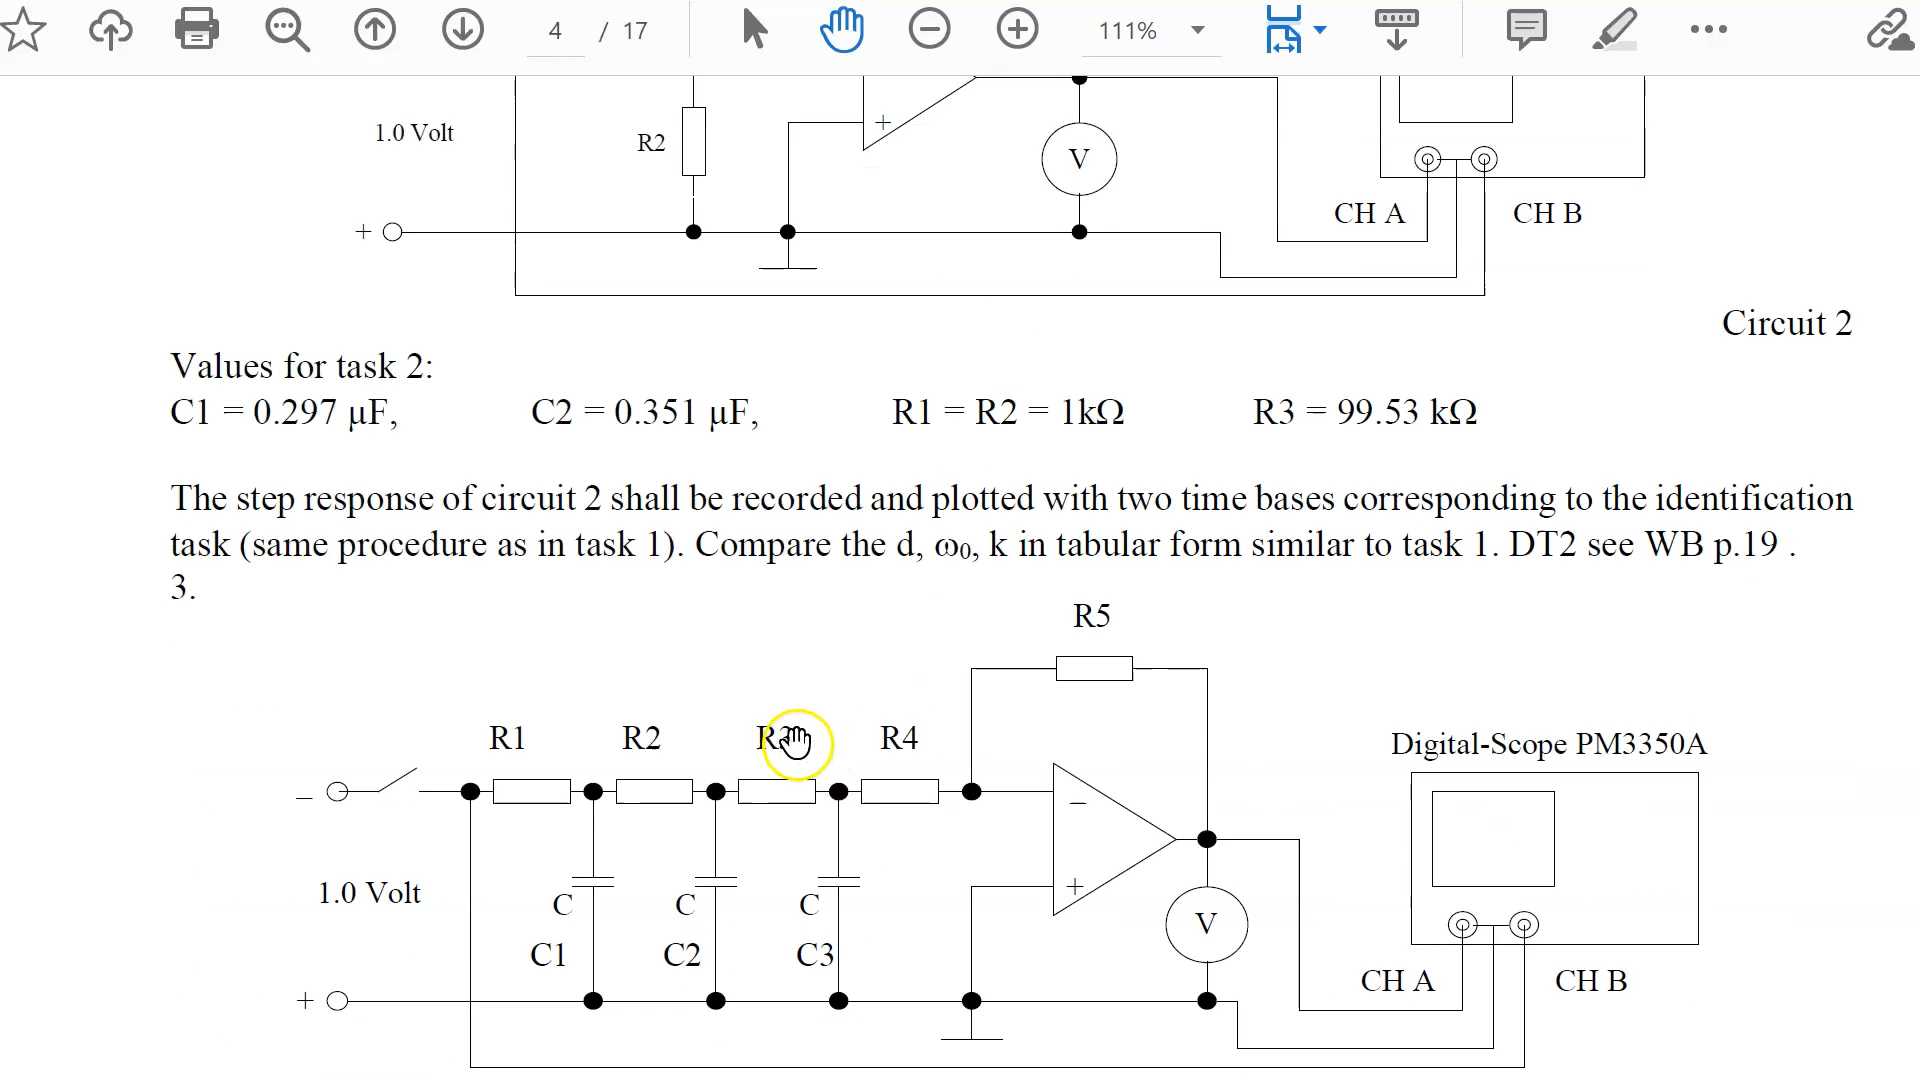 4 / 17 111%
1.0 Volt
R2
+
V
+
CH A CH B
Circuit 2
Values for task 2:
C1 = 0.297 µF, C2 = 0.351 µF, R1 = R2 = 1kΩ R3 = 99.53 kΩ
The step response of circuit 2 shall be recorded and plotted with two time bases corresponding to the identification
task (same procedure as in task 1). Compare the d, ω₀, k in tabular form similar to task 1. DT2 see WB p.19 .
3.
R5
R1 R2 R4
Digital-Scope PM3350A
–
–
1.0 Volt
+
C C C
V
C1 C2 C3
CH A CH B
+